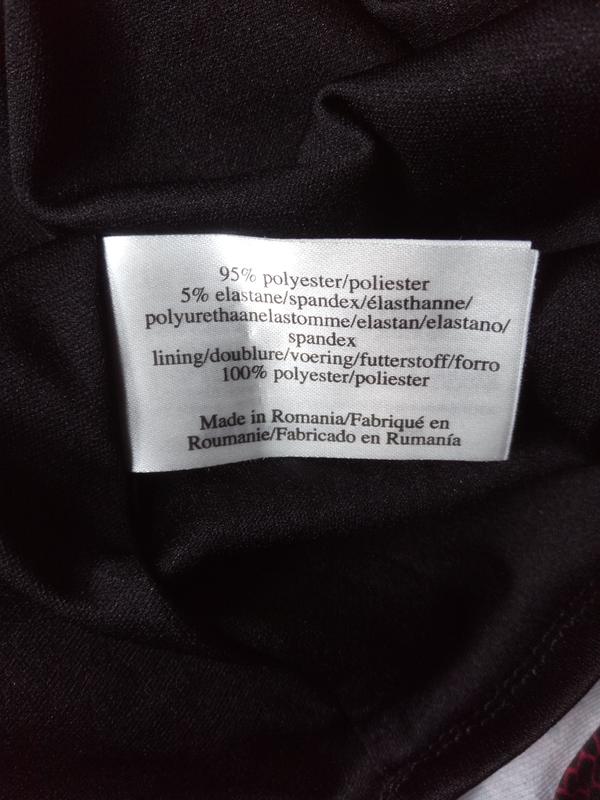 95% polyester/poliester
5% elastane/spandex/élasthanne/
polyurethaanelastomme/elastan/elastano/
spandex
lining/doublure/voering/futterstoff/forro
100% polyester/poliester
Made in Romania/Fabriqué en
Roumanie/Fabricado en Rumanía